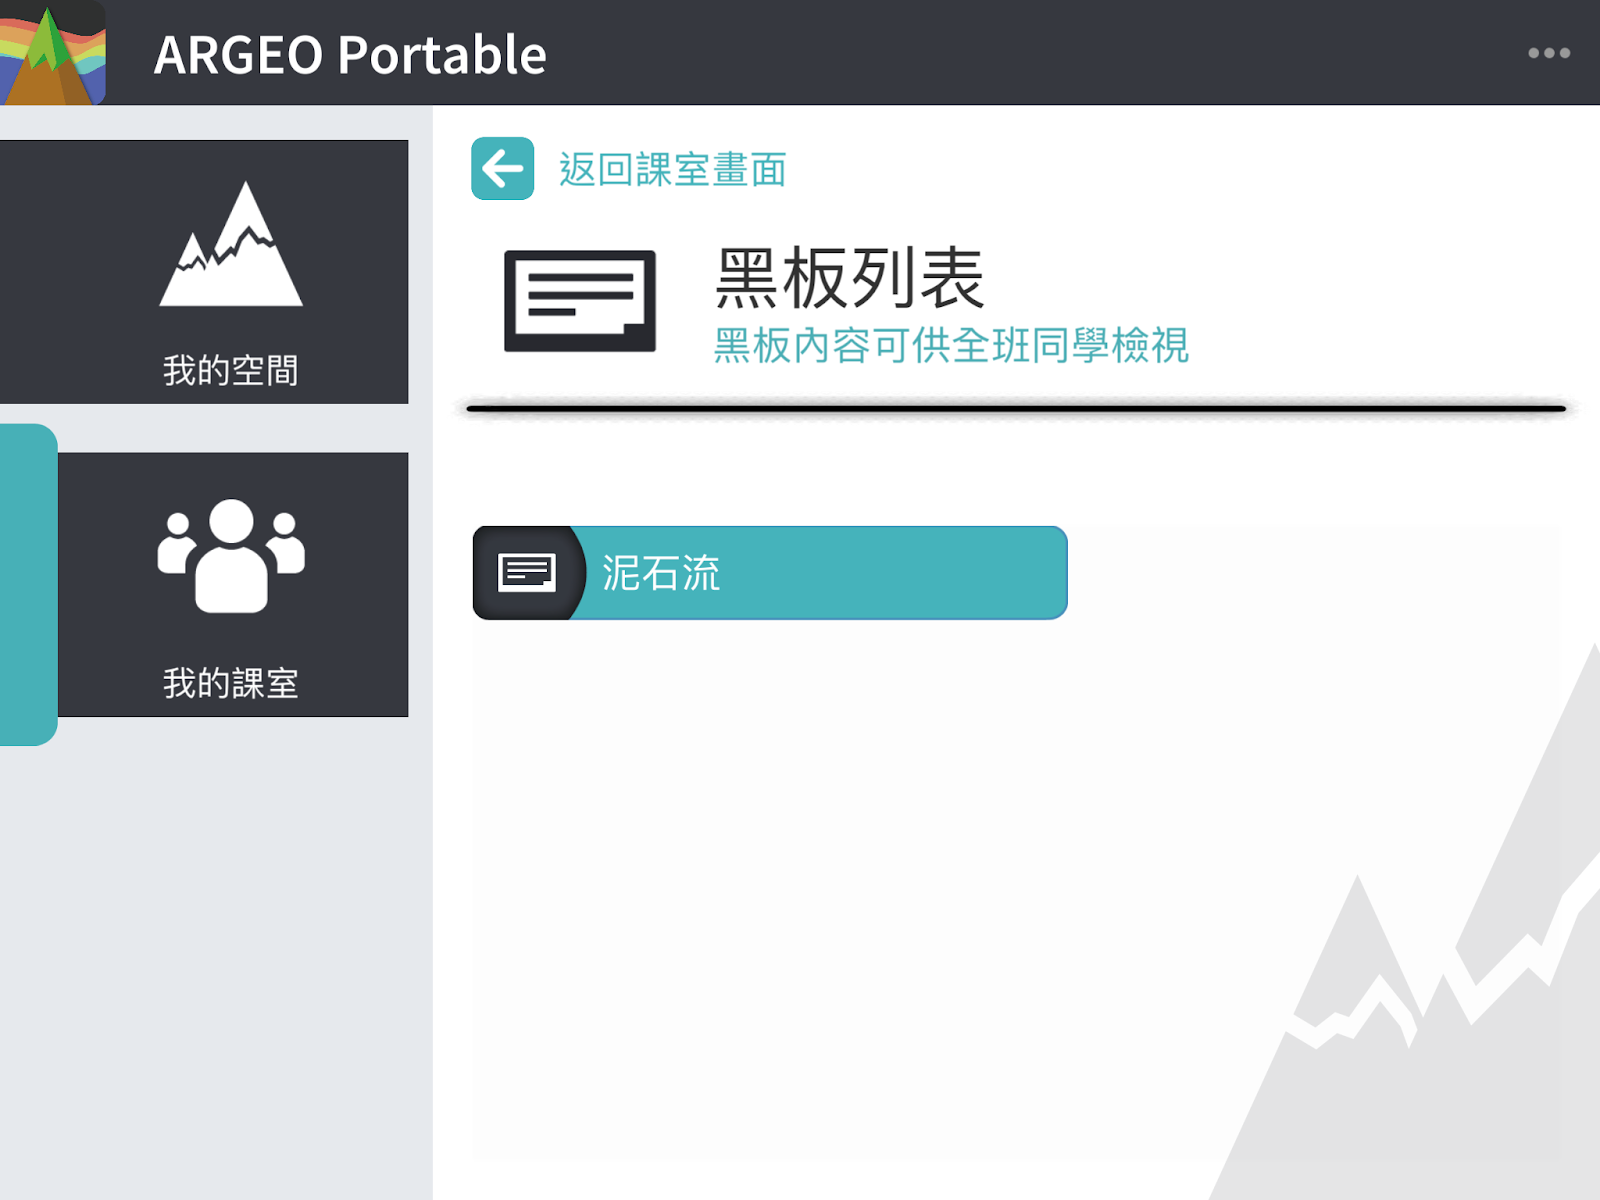 ARGEO Portable
我的空間
我的課室
返回課室畫面
黑板列表
黑板內容可供全班同學檢視
泥石流